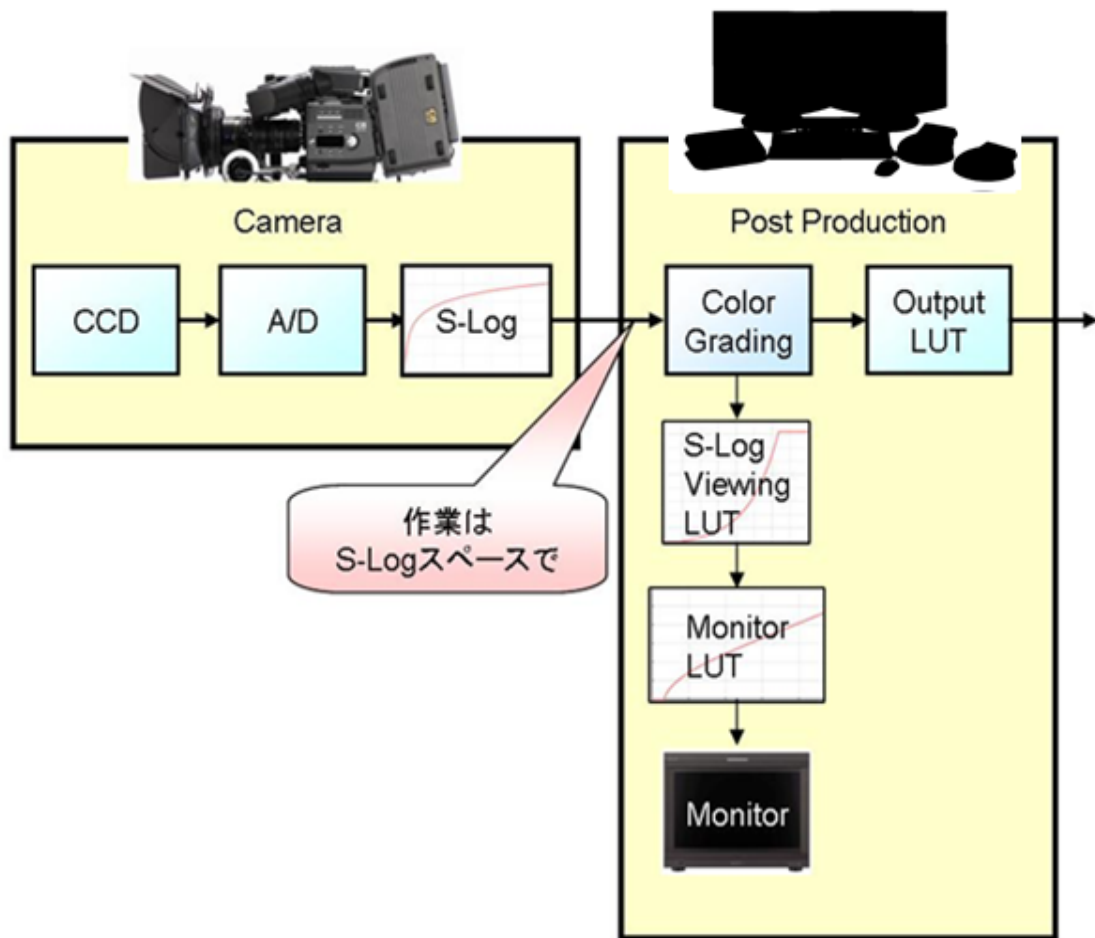 Camera
CCD
A/D
S-Log
Post Production
Color
Grading
Output
LUT
S-Log
Viewing
LUT
作業は
S-Logスペースで
Monitor
LUT
Monitor